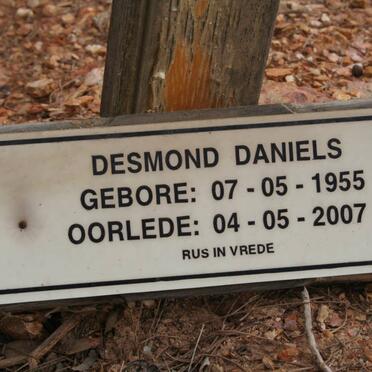 DESMOND DANIELS
GEBORE: 07 - 05 - 1955
OORLEDE: 04 - 05 - 2007
RUS IN VREDE